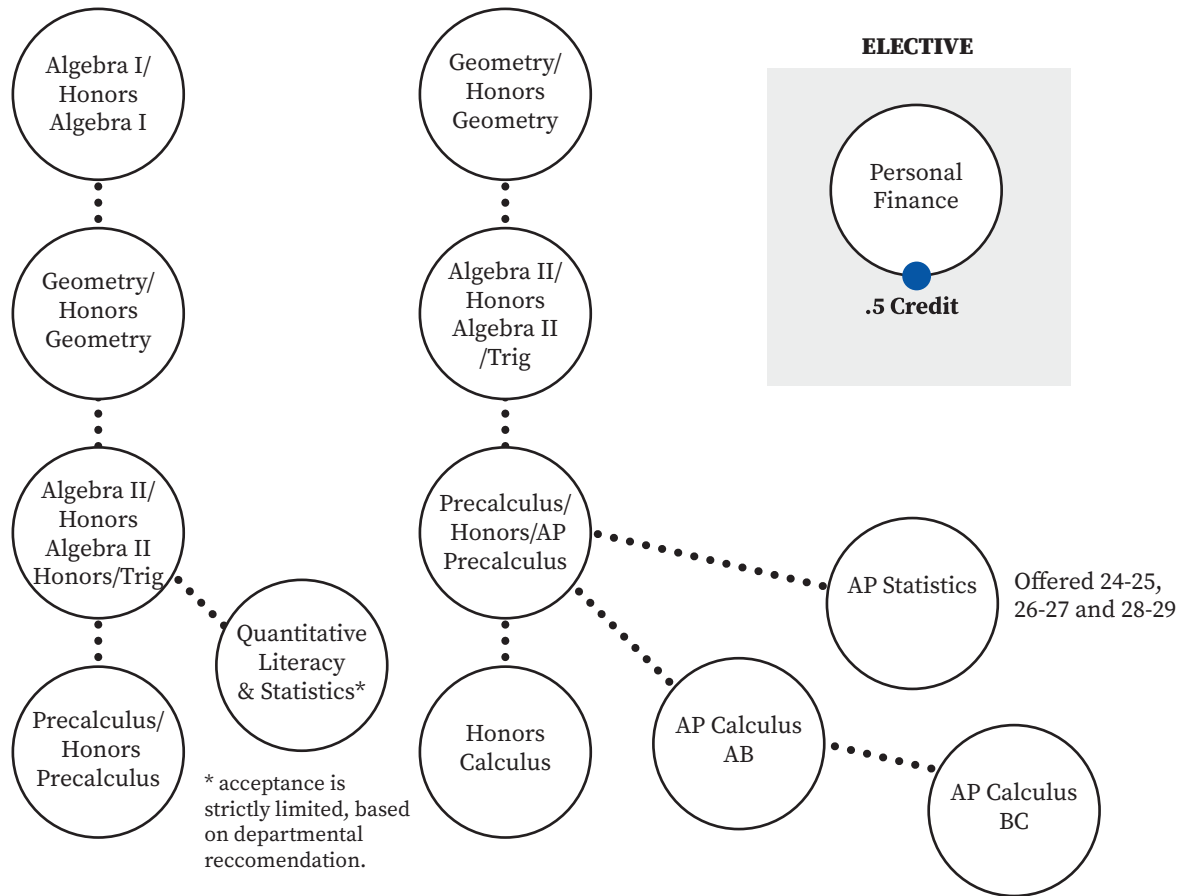 Algebra I/
Honors
Algebra I
Geometry/
Honors
Geometry
Algebra II/
Honors
Algebra II
Honors/Trig
Quantitative
Literacy
& Statistics*
Precalculus/
Honors
Precalculus
* acceptance is
strictly limited, based
on departmental
reccomendation.
Geometry/
Honors
Geometry
Algebra II/
Honors
Algebra II
/Trig
Precalculus/
Honors/AP
Precalculus
Honors
Calculus
AP Statistics
Offered 24-25,
26-27 and 28-29
AP Calculus
AB
AP Calculus
BC
ELECTIVE
Personal
Finance
.5 Credit